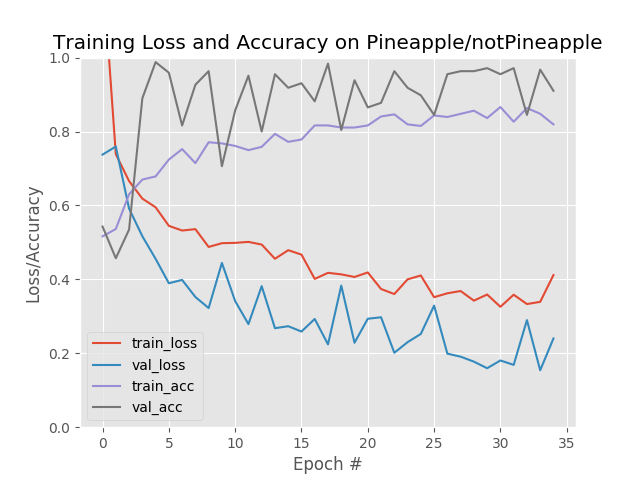 Training Loss and Accuracy on Pineapple/notPineapple
1.0
0.8
0.6
0.4
0.2
0.0
Loss/Accuracy
train_loss
val_loss
train_acc
val_acc
0 5 10 15 20 25 30 35
Epoch #